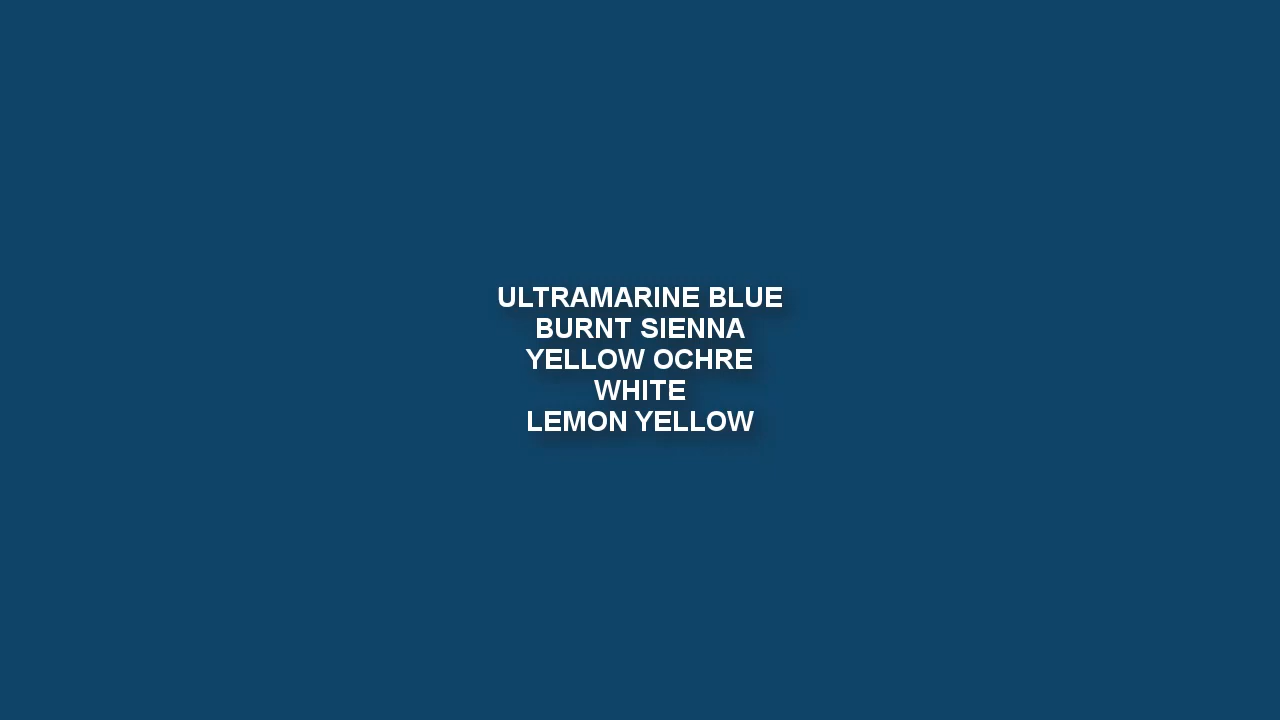 ULTRAMARINE BLUE
BURNT SIENNA
YELLOW OCHRE
WHITE
LEMON YELLOW